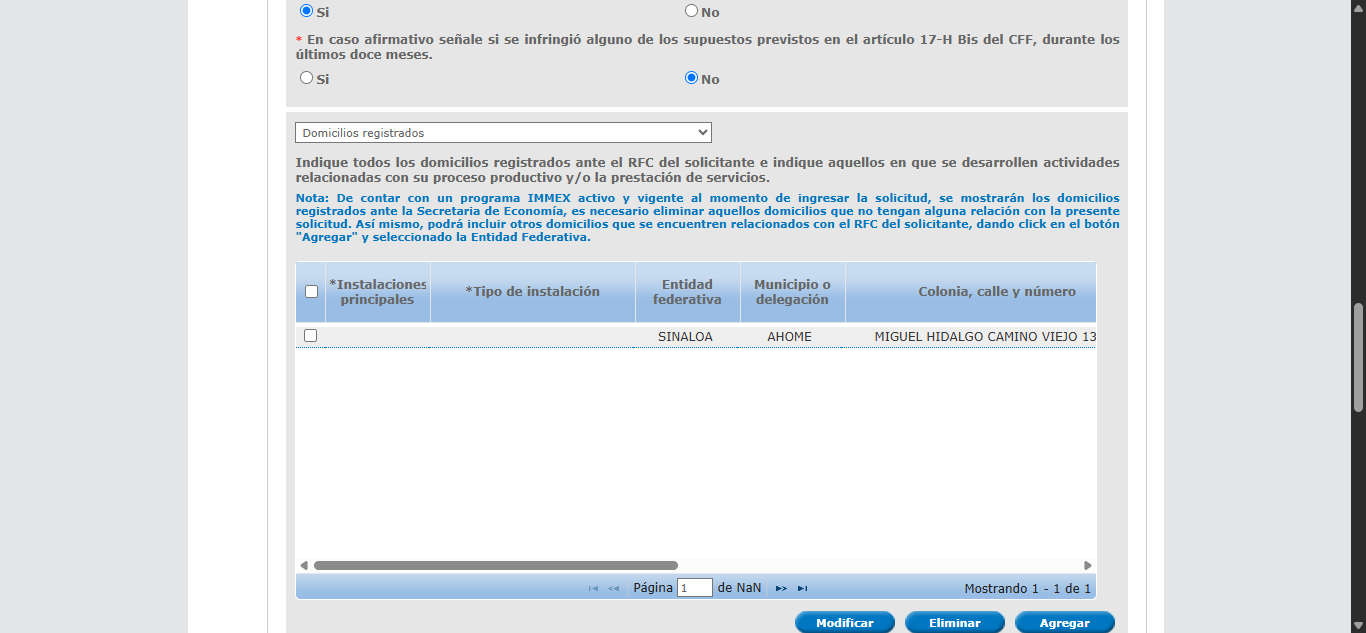 Si
No
* En caso afirmativo señale si se infringió alguno de los supuestos previstos en el artículo 17-H Bis del CFF, durante los
últimos doce meses.
Si
No
Domicilios registrados
Indique todos los domicilios registrados ante el RFC del solicitante e indique aquellos en que se desarrollen actividades
relacionadas con su proceso productivo y/o la prestación de servicios.
Nota: De contar con un programa IMMEX activo y vigente al momento de ingresar la solicitud, se mostrarán los domicilios
registrados ante la Secretaria de Economía, es necesario eliminar aquellos domicilios que no tengan alguna relación con la presente
solicitud. Así mismo, podrá incluir otros domicilios que se encuentren relacionados con el RFC del solicitante, dando click en el botón
"Agregar" y seleccionado la Entidad Federativa.
*Instalaciones
principales
*Tipo de instalación
Entidad
federativa
Municipio o
delegación
Colonia, calle y número
SINALOA
AHOME
MIGUEL HIDALGO CAMINO VIEJO 13
Página 1 de NaN
Mostrando 1 - 1 de 1
Modificar
Eliminar
Agregar